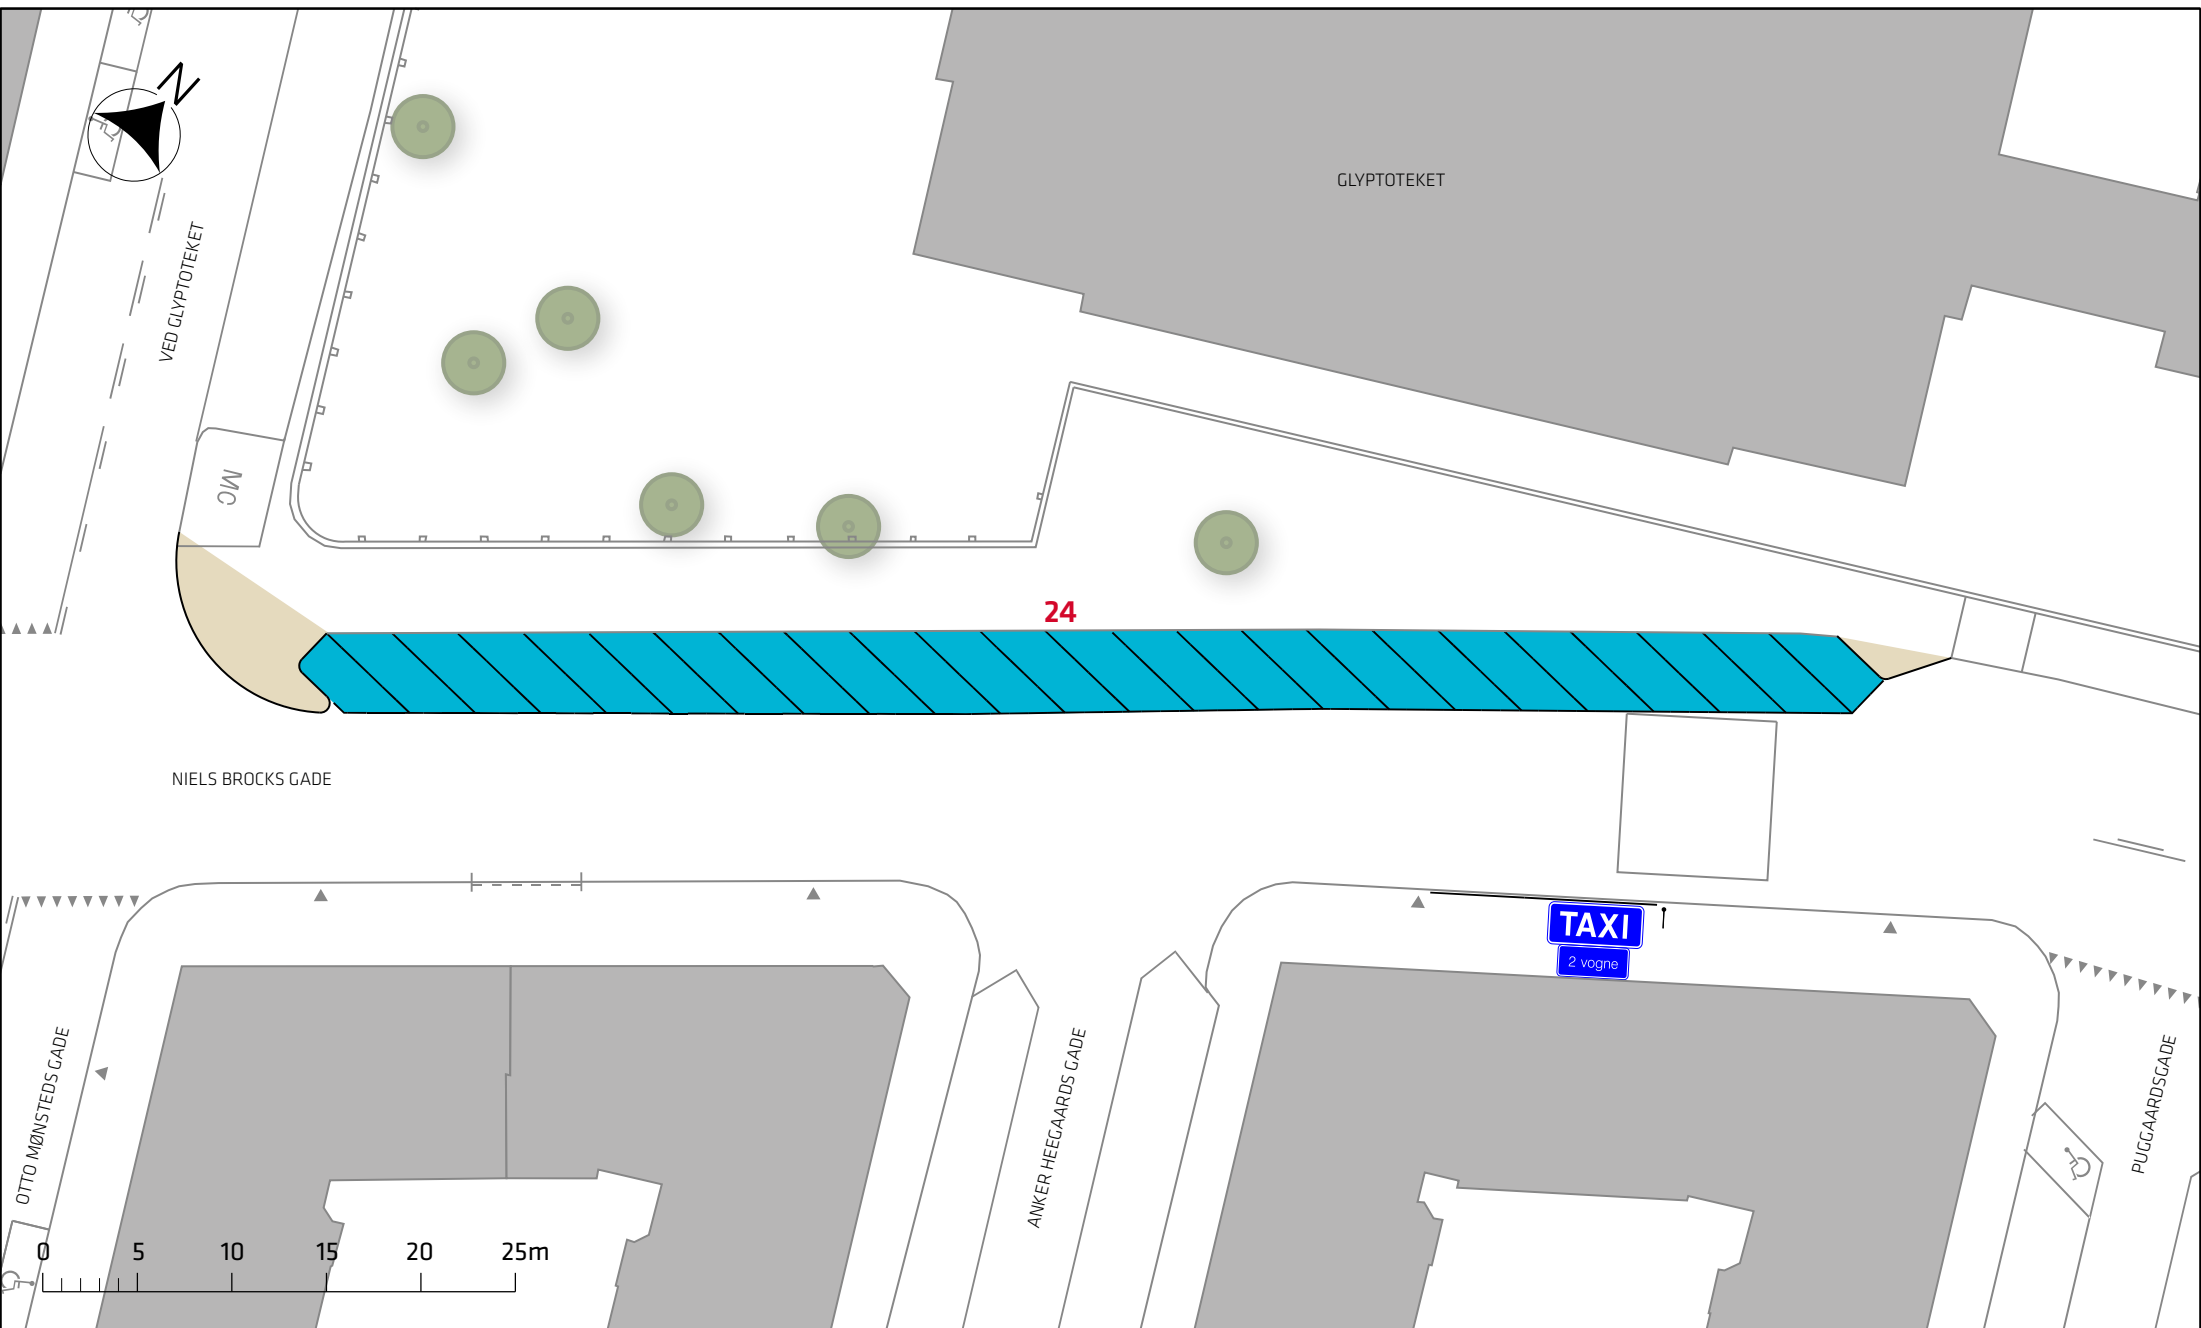 N
GLYPTOTEKET
VED GLYPTOTEKET
MC
24
NIELS BROCKS GADE
TAXI
2 vogne
OTTO MØNSTEDS GADE
ANKER HEEGAARDS GADE
PUGGAARDSGADE
0 5 10 15 20 25m